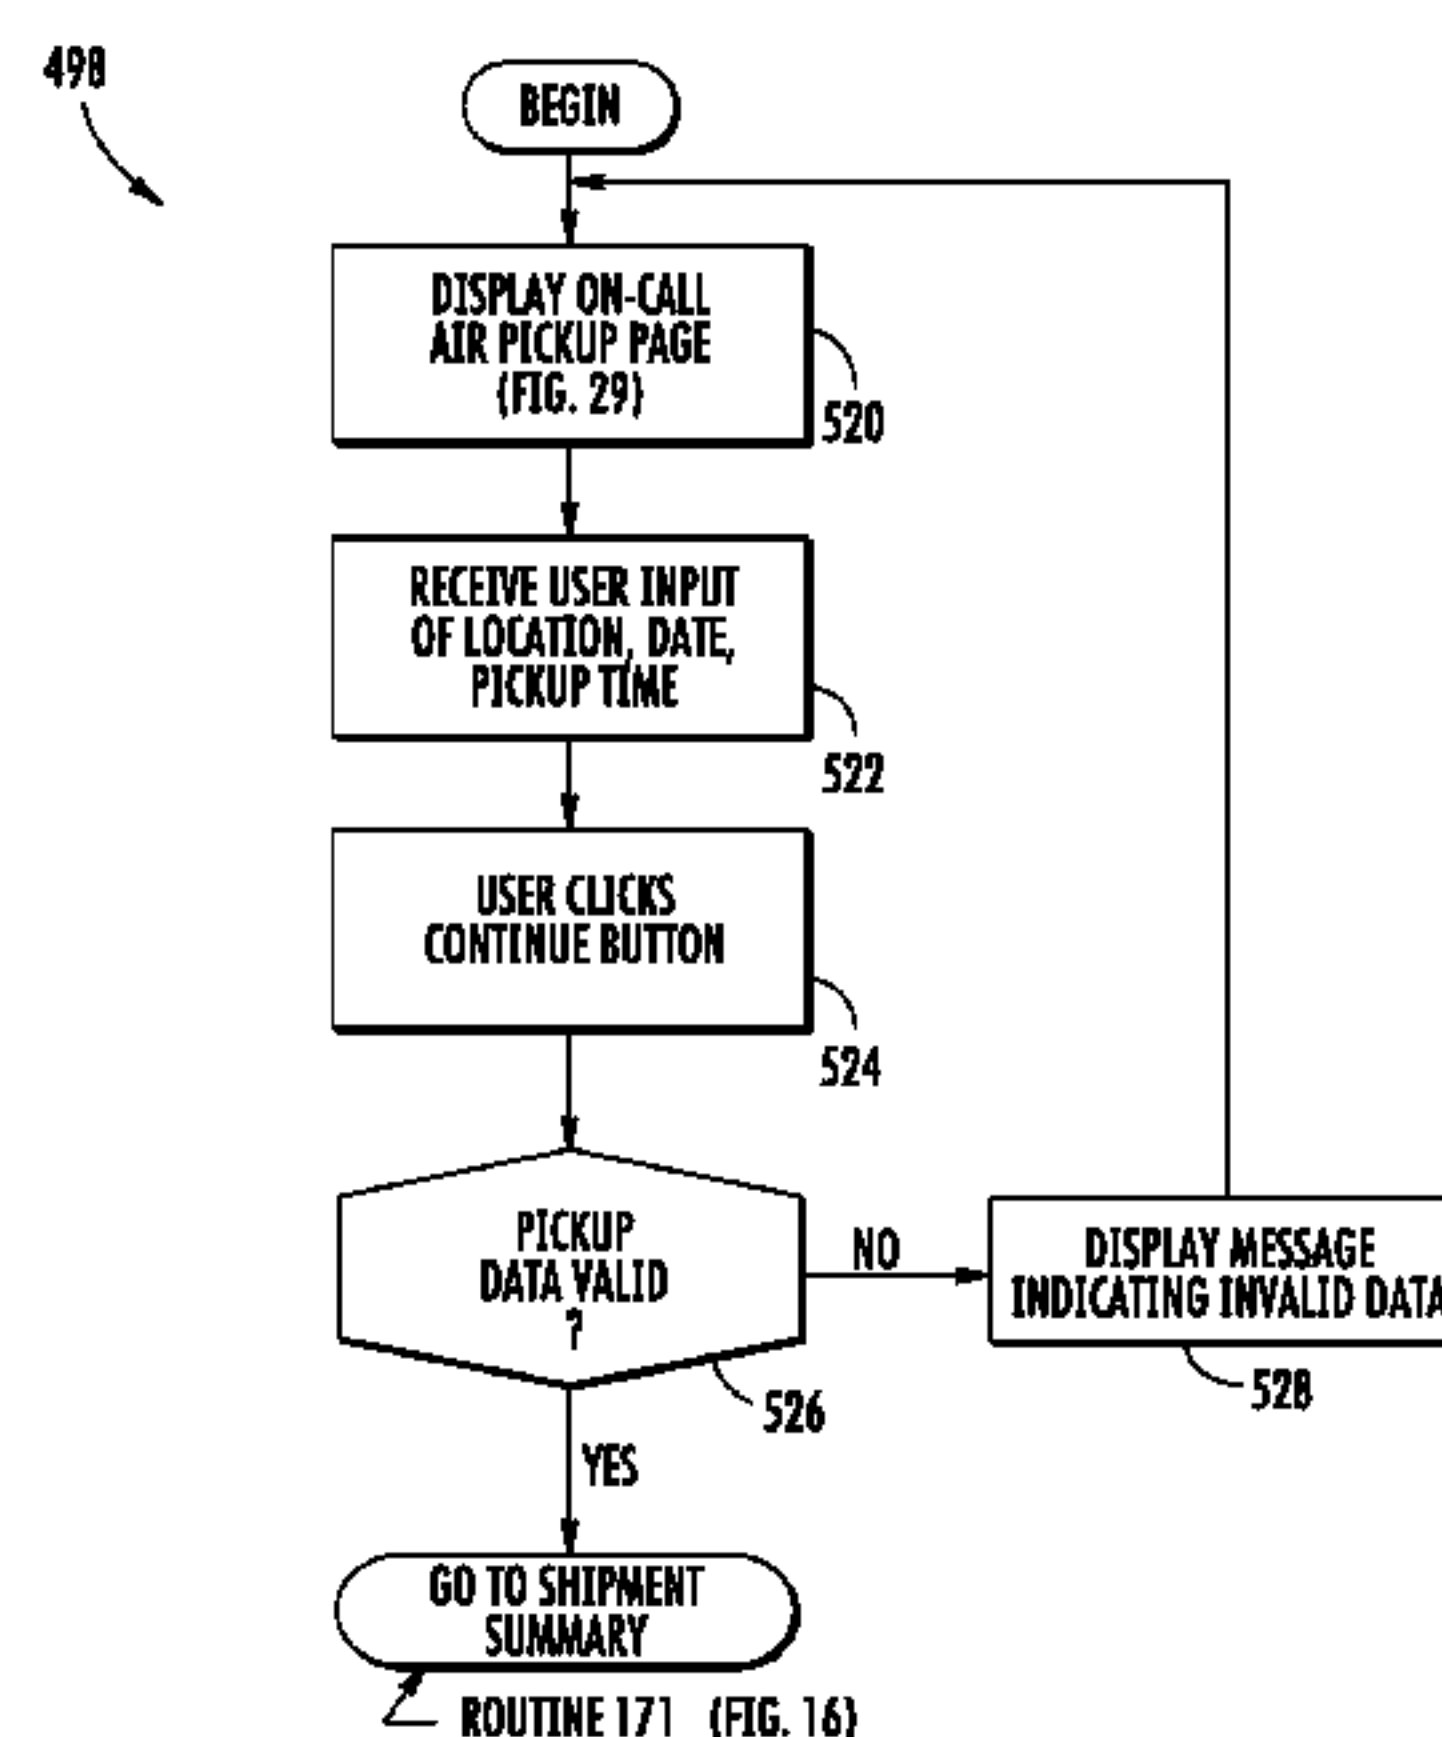 498
BEGIN
DISPLAY ON-CALL
AIR PICKUP PAGE
(FIG. 29)
520
RECEIVE USER INPUT
OF LOCATION, DATE,
PICKUP TIME
522
USER CLICKS
CONTINUE BUTTON
524
PICKUP
DATA VALID
?
526
NO
DISPLAY MESSAGE
INDICATING INVALID DATA
528
YES
GO TO SHIPMENT
SUMMARY
ROUTINE 171 (FIG. 16)